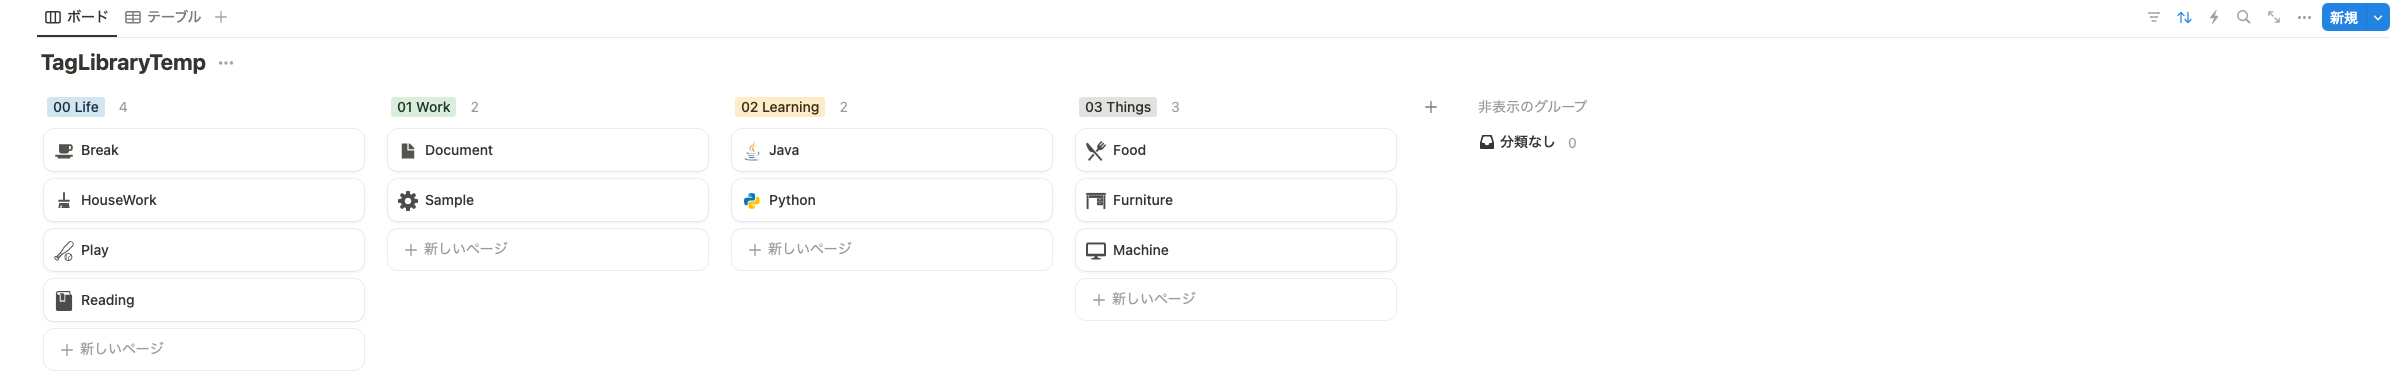 ボード テーブル
新規
TagLibraryTemp
00 Life 4
Break
HouseWork
Play
Reading
新しいページ
01 Work 2
Document
Sample
新しいページ
02 Learning 2
Java
Python
新しいページ
03 Things 3
Food
Furniture
Machine
新しいページ
非表示のグループ
分類なし 0